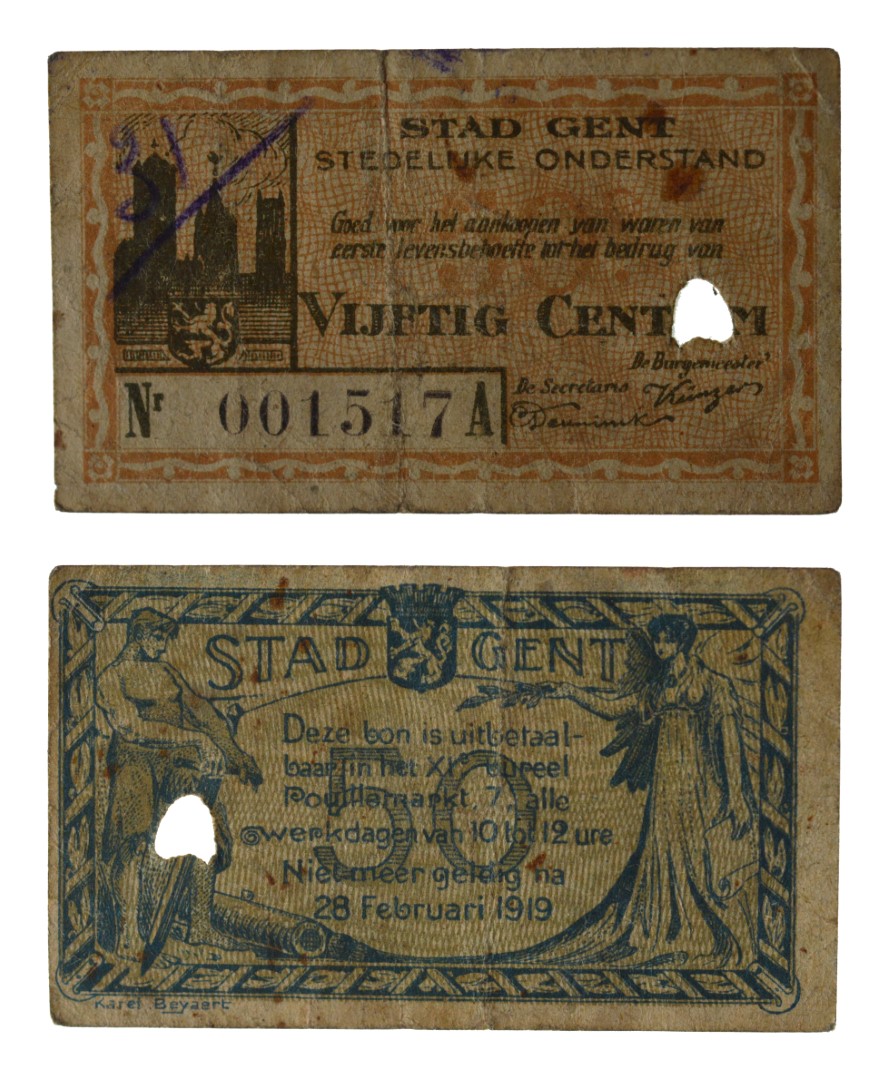 STAD GENT
STEDELIJKE ONDERSTAND
Goed voor het aankoopen van waren van
eerste levensbehoefte tot het bedrag van
VIJFTIG CENT M
De Burgemeester
De Secretaris
Nr 001517 A
STAD GENT
50
Deze bon is uitbetaal-
baar in het XIe bureel
Pouillemarkt, 7, alle
werkdagen van 10 tot 12 ure
Niet meer geldig na
28 Februari 1919
Karel Beyaert